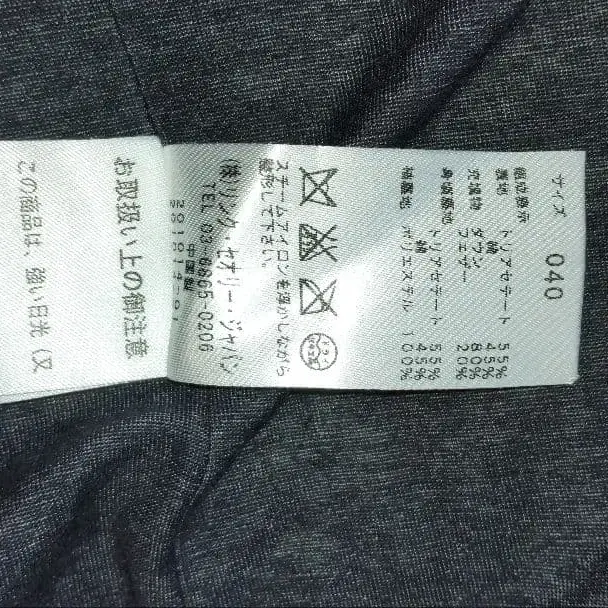 サイズ 040
組成表示
表地 トリアセテート 55%
綿 45%
充填物 ダウン 80%
フェザー 20%
身頃裏地 トリアセテート 55%
綿 45%
袖裏地 ポリエステル 100%
ドライ
スチームアイロンを浮かしながら
整形して下さい。
(株)リンク・セオリー・ジャパン
TEL 03-6865-0206
中国製
お取扱い上の御注意
この商品は、強い日光(又